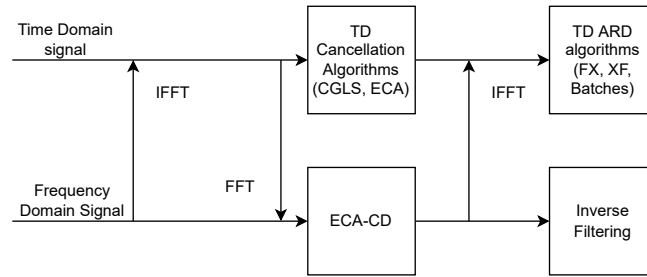 Time Domain
signal
IFFT
TD
Cancellation
Algorithms
(CGLS, ECA)
IFFT
TD ARD
algorithms
(FX, XF,
Batches)
Frequency
Domain Signal
FFT
ECA-CD
Inverse
Filtering